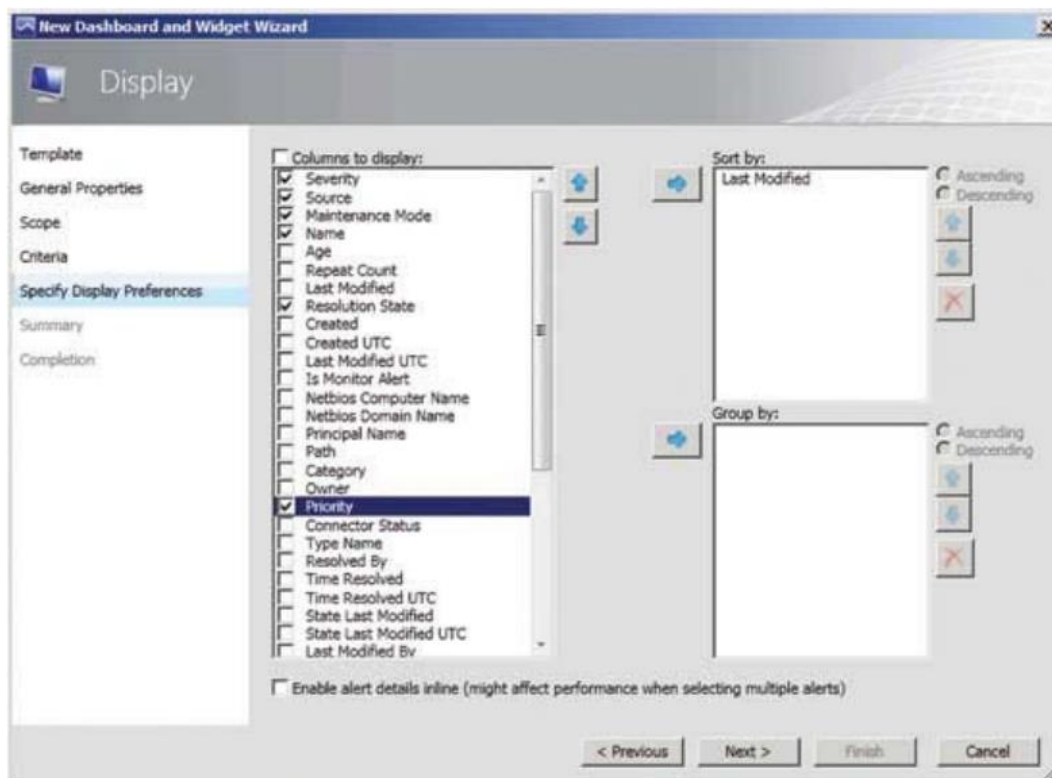 New Dashboard and Widget Wizard
Display
Template
General Properties
Scope
Criteria
Specify Display Preferences
Summary
Completion
Columns to display:
Severity
Source
Maintenance Mode
Name
Age
Repeat Count
Last Modified
Resolution State
Created
Created UTC
Last Modified UTC
Is Monitor Alert
Netbios Computer Name
Netbios Domain Name
Principal Name
Path
Category
Owner
Priority
Connector Status
Type Name
Resolved By
Time Resolved
Time Resolved UTC
State Last Modified
State Last Modified UTC
Last Modified By
Sort by:
Last Modified
Ascending
Descending
Group by:
Ascending
Descending
Enable alert details inline (might affect performance when selecting multiple alerts)
< Previous
Next >
Finish
Cancel